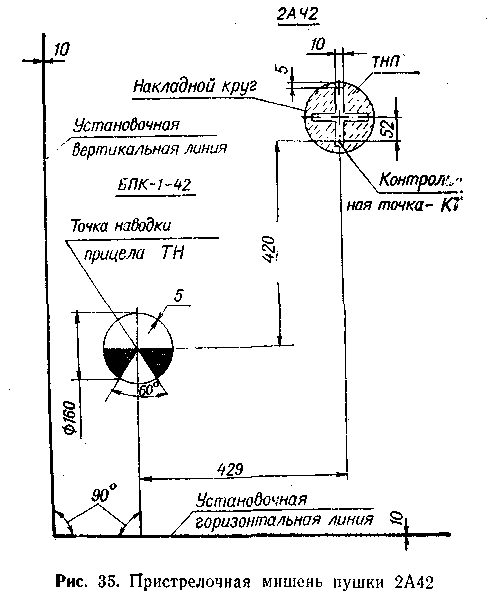 2А42
10
10
5
ТНП
Накладной круг
Установочная
вертикальная линия
52
БПК-1-42
Контроль-
ная точка- КТ
Точка наводки
прицела ТН
420
5
60°
ф160
429
90°
Установочная
горизонтальная линия
10
Рис. 35. Пристрелочная мишень пушки 2А42